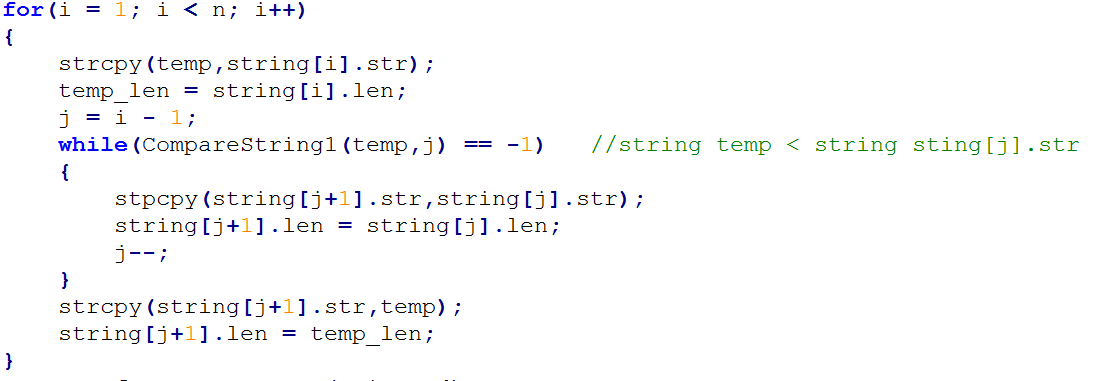 for(i = 1; i < n; i++)
{
strcpy(temp,string[i].str);
temp_len = string[i].len;
j = i - 1;
while(CompareString1(temp,j) == -1) //string temp < string sting[j].str
{
stpcpy(string[j+1].str,string[j].str);
string[j+1].len = string[j].len;
j--;
}
strcpy(string[j+1].str,temp);
string[j+1].len = temp_len;
}